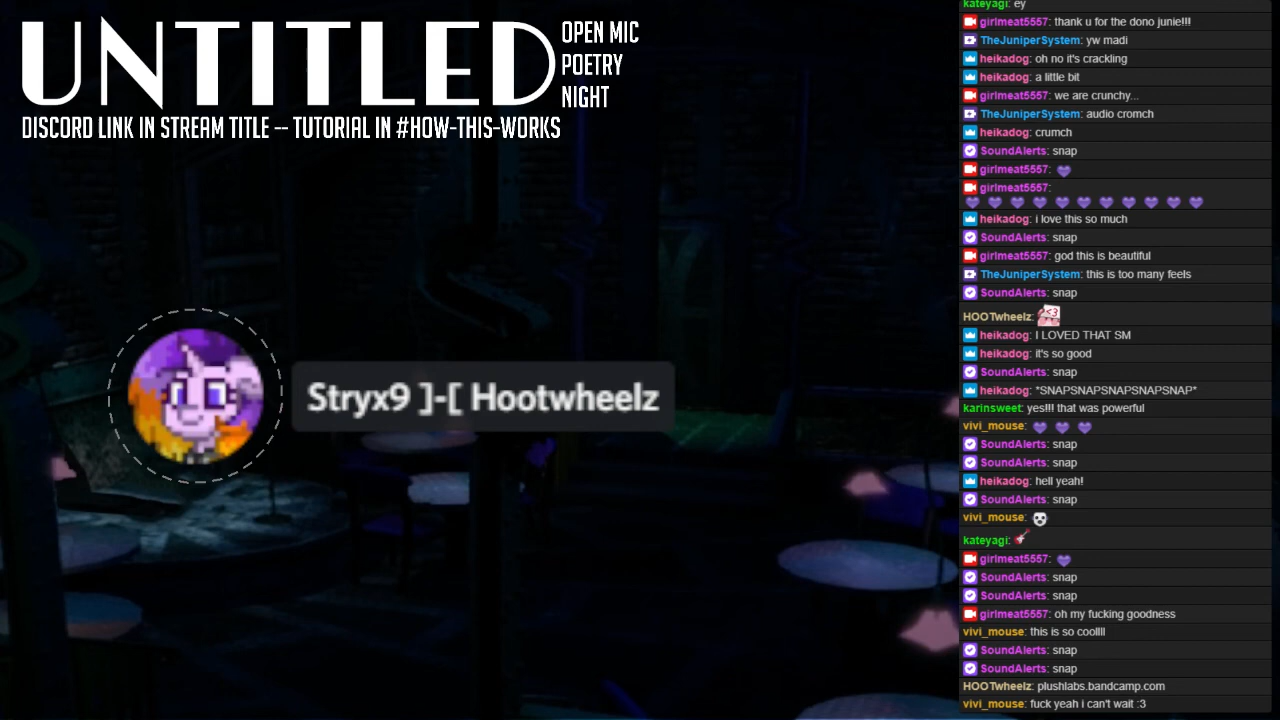 UNTITLED
OPEN MIC
POETRY
NIGHT
DISCORD LINK IN STREAM TITLE -- TUTORIAL IN #HOW-THIS-WORKS
Stryx9 ]-[ Hootwheelz
kateyagi: ey
girlmeat5557: thank u for the dono junie!!!
TheJuniperSystem: yw madi
heikadog: oh no it's crackling
heikadog: a little bit
girlmeat5557: we are crunchy...
TheJuniperSystem: audio cromch
heikadog: crumch
SoundAlerts: snap
girlmeat5557:
girlmeat5557:
heikadog: i love this so much
SoundAlerts: snap
girlmeat5557: god this is beautiful
TheJuniperSystem: this is too many feels
SoundAlerts: snap
HOOTwheelz: <3
heikadog: I LOVED THAT SM
heikadog: it's so good
SoundAlerts: snap
heikadog: *SNAPSNAPSNAPSNAPSNAP*
karinsweet: yes!!! that was powerful
vivi_mouse:
SoundAlerts: snap
SoundAlerts: snap
heikadog: hell yeah!
SoundAlerts: snap
vivi_mouse:
kateyagi:
girlmeat5557:
SoundAlerts: snap
SoundAlerts: snap
girlmeat5557: oh my fucking goodness
vivi_mouse: this is so coollll
SoundAlerts: snap
SoundAlerts: snap
HOOTwheelz: plushlabs.bandcamp.com
vivi_mouse: fuck yeah i can't wait :3